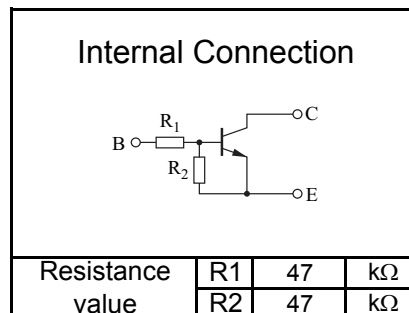 Internal Connection
C
R1
B
R2
E
Resistance value R1 47 kΩ
R2 47 kΩ